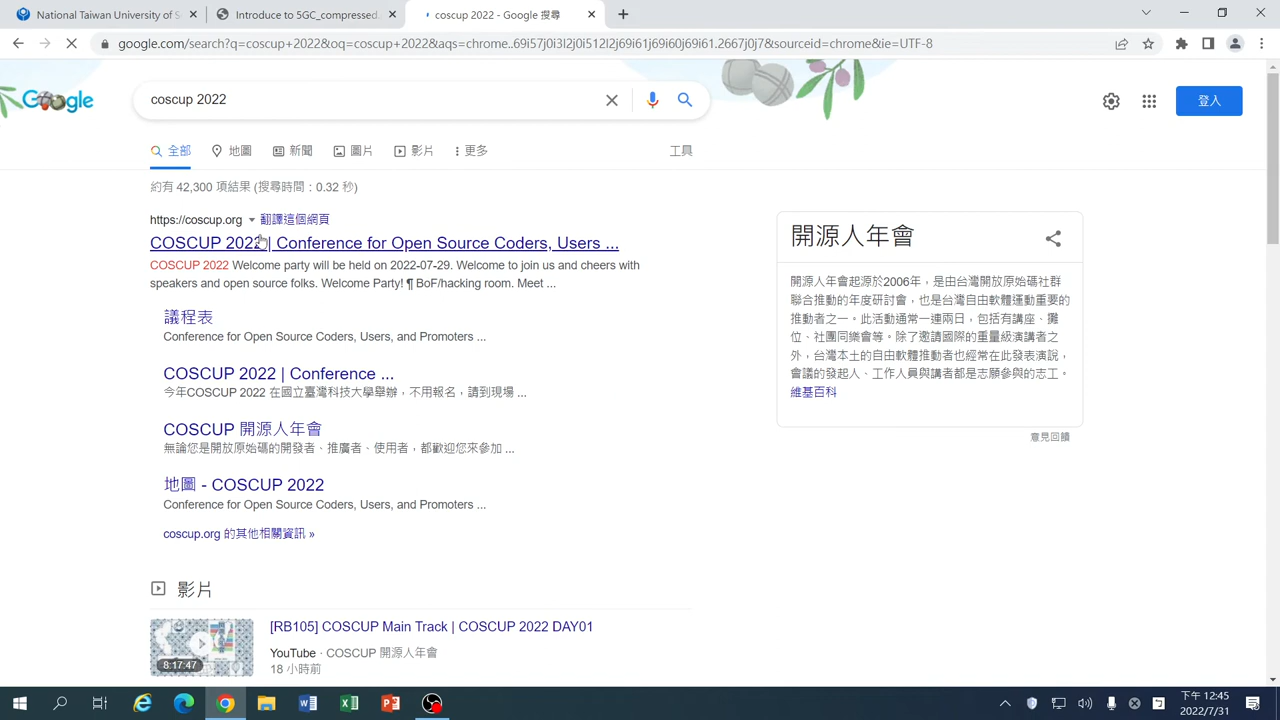 National Taiwan University of S
Introduce to 5GC_compressed.
coscup 2022 - Google 搜尋
google.com/search?q=coscup+2022&oq=coscup+2022&aqs=chrome..69i57j0i3l2j0i512l2j69i61j69i60j69i61.2667j0j7&sourceid=chrome&ie=UTF-8
Google
coscup 2022
登入
全部 地圖 新聞 圖片 影片 更多 工具
約有 42,300 項結果 (搜尋時間：0.32 秒)
https://coscup.org 翻譯這個網頁
COSCUP 2022 | Conference for Open Source Coders, Users ...
COSCUP 2022 Welcome party will be held on 2022-07-29. Welcome to join us and cheers with
speakers and open source folks. Welcome Party! ¶ BoF/hacking room. Meet ...
議程表
Conference for Open Source Coders, Users, and Promoters ...
COSCUP 2022 | Conference ...
今年COSCUP 2022 在國立臺灣科技大學舉辦，不用報名，請到現場 ...
COSCUP 開源人年會
無論您是開放原始碼的開發者、推廣者、使用者，都歡迎您來參加 ...
地圖 - COSCUP 2022
Conference for Open Source Coders, Users, and Promoters ...
coscup.org 的其他相關資訊 »
影片
8:17:47
[RB105] COSCUP Main Track | COSCUP 2022 DAY01
YouTube · COSCUP 開源人年會
18 小時前
開源人年會
開源人年會起源於2006年，是由台灣開放原始碼社群
聯合推動的年度研討會，也是台灣自由軟體運動重要的
推動者之一。此活動通常一連兩日，包括有講座、攤
位、社團同樂會等。除了邀請國際的重量級演講者之
外，台灣本土的自由軟體推動者也經常在此發表演說，
會議的發起人、工作人員與講者都是志願參與的志工。
維基百科
意見回饋
下午 12:45
2022/7/31